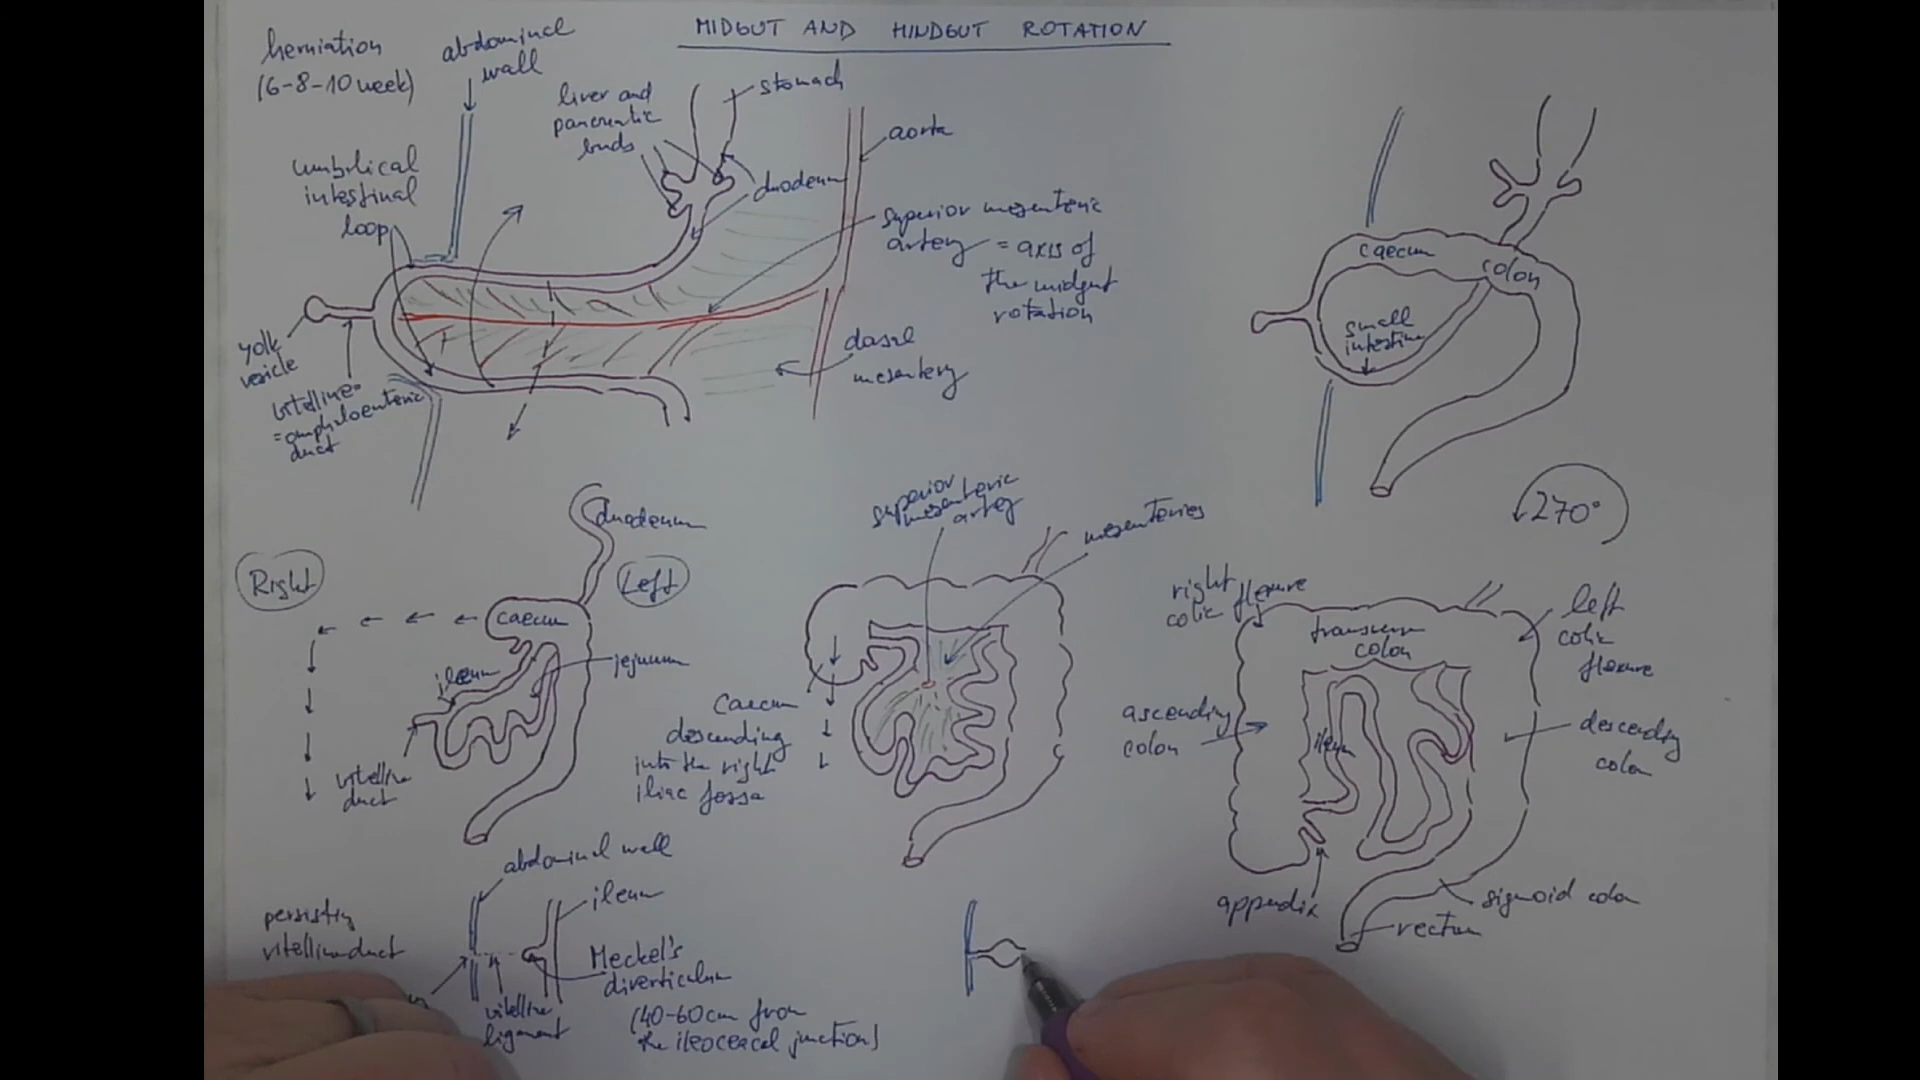 MIDGUT AND HINDGUT ROTATION
herniation
(6-8-10 week)
abdominal
wall
liver and
pancreatic
buds
stomach
aorta
umbilical
intestinal
loop
duodenum
superior mesenteric
artery = axis of
the midgut
rotation
yolk
vesicle
vitelline=
=omphaloenteric
duct
dosal
mesentery
caecum
colon
small
intestine
270°
Right
duodenum
Left
caecum
ileum
jejunum
vitelline
duct
superior
mesenteric
artery
mesenteries
Caecum
descending
into the right
iliac fossa
right
colic flexure
transverse
colon
left
colic
flexure
ascending
colon
ileum
descending
colon
appendix
sigmoid colon
rectum
abdominal wall
ileum
persisting
vitellineduct
Meckel's
diverticulum
(40-60cm from
the ileocecal junction)
vitelline
ligament